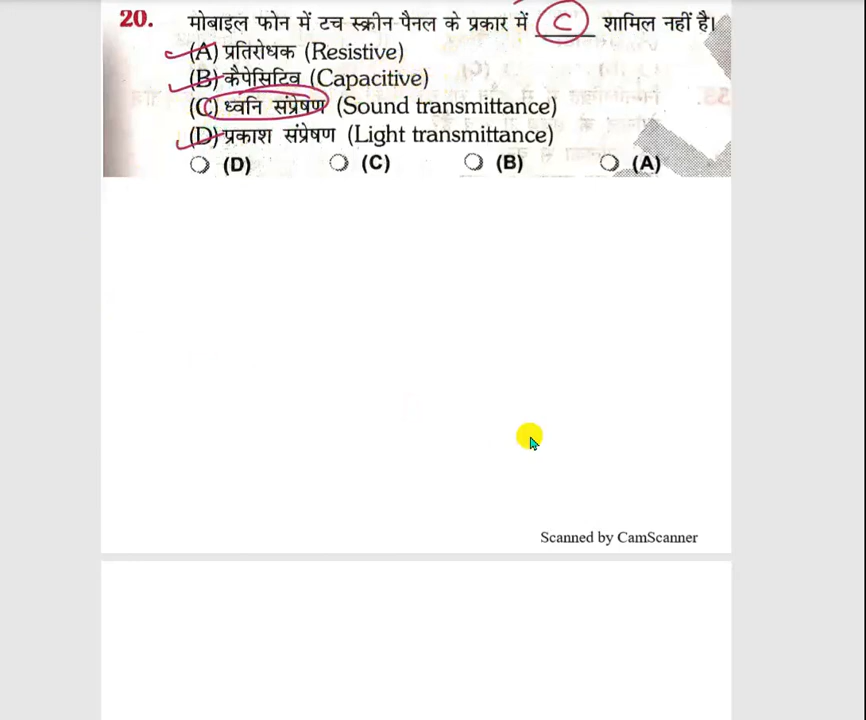 20. मोबाइल फोन में टच स्क्रीन पैनल के प्रकार में C शामिल नहीं है।
(A) प्रतिरोधक (Resistive)
(B) कैपेसिटिव (Capacitive)
(C) ध्वनि संप्रेषण (Sound transmittance)
(D) प्रकाश संप्रेषण (Light transmittance)
(D) (C) (B) (A)
Scanned by CamScanner